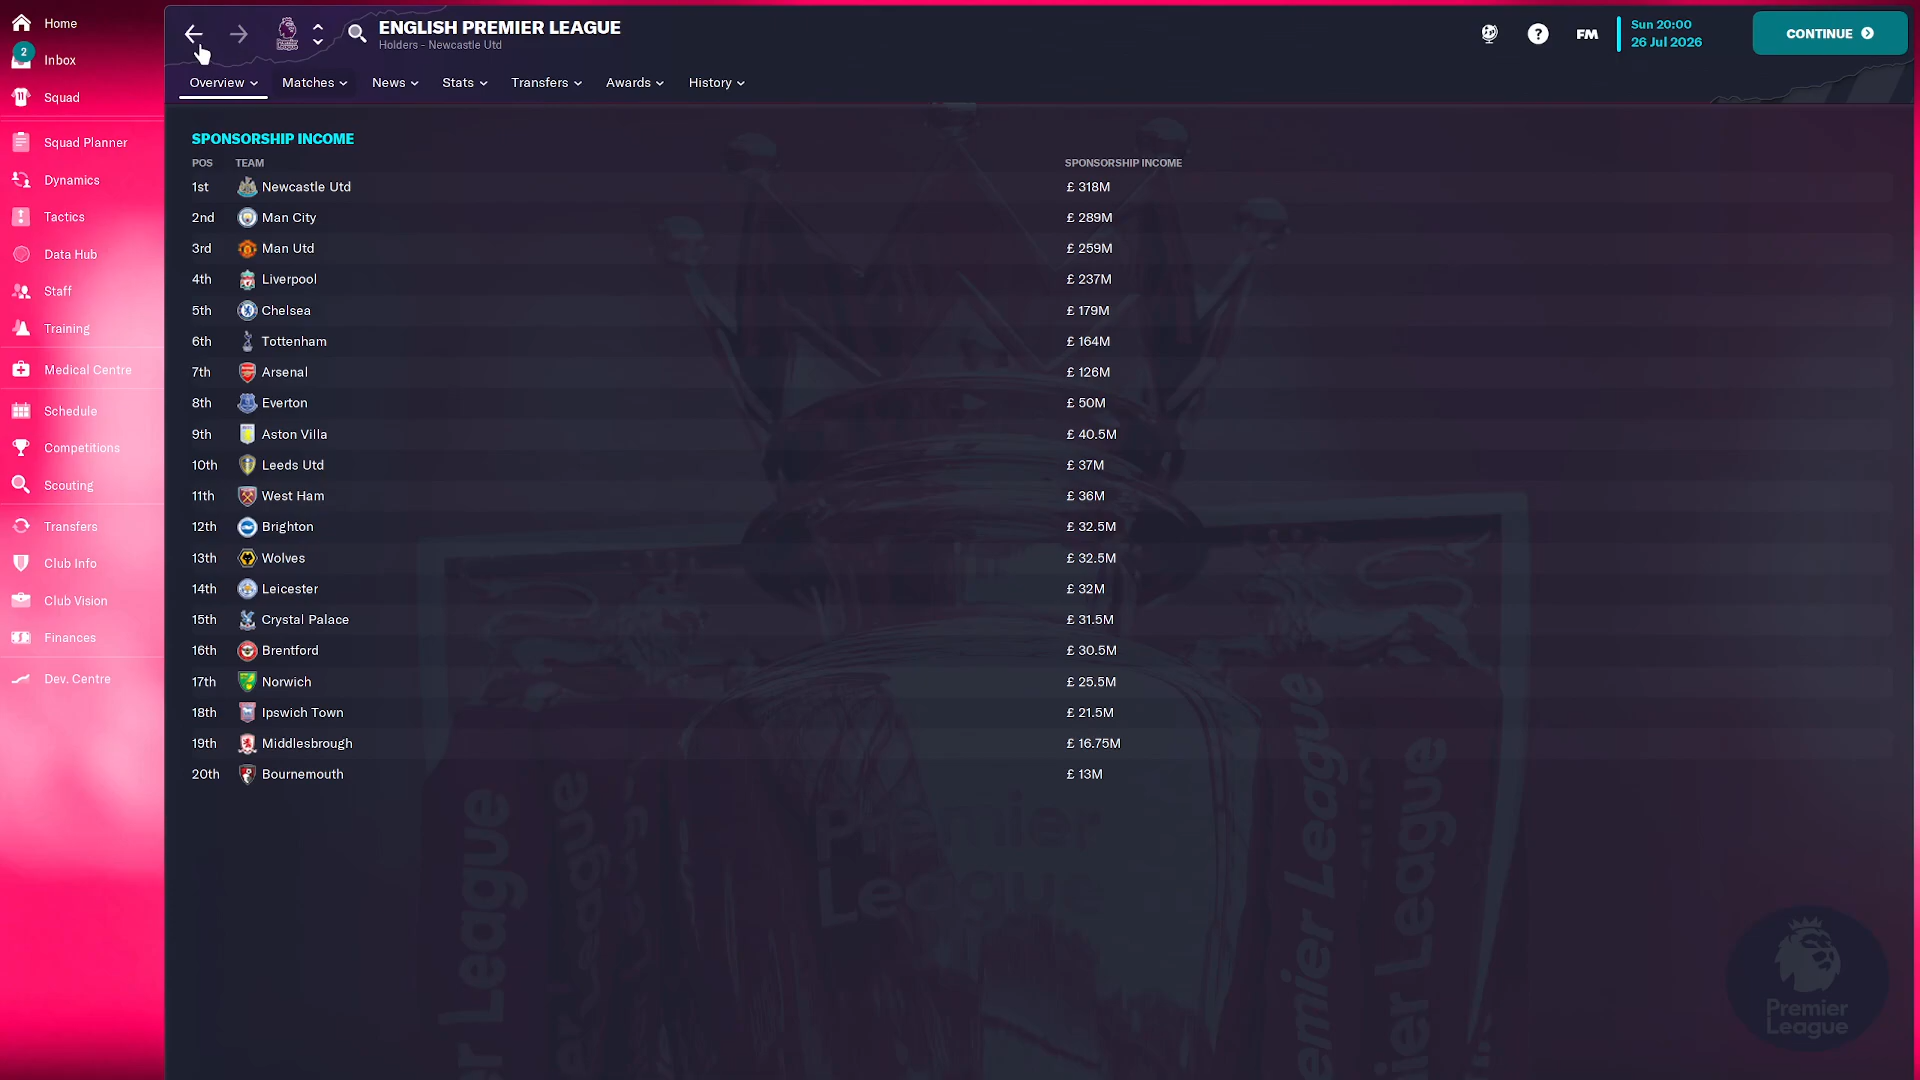 Home
2
Inbox
Squad
Squad Planner
Dynamics
Tactics
Data Hub
Staff
Training
Medical Centre
Schedule
Competitions
Scouting
Transfers
Club Info
Club Vision
Finances
Dev. Centre
ENGLISH PREMIER LEAGUE
Holders - Newcastle Utd
FM
Sun 20:00
26 Jul 2026
CONTINUE
Overview Matches News Stats Transfers Awards History
SPONSORSHIP INCOME
POS TEAM SPONSORSHIP INCOME
1st Newcastle Utd £ 318M
2nd Man City £ 289M
3rd Man Utd £ 259M
4th Liverpool £ 237M
5th Chelsea £ 179M
6th Tottenham £ 164M
7th Arsenal £ 126M
8th Everton £ 50M
9th Aston Villa £ 40.5M
10th Leeds Utd £ 37M
11th West Ham £ 36M
12th Brighton £ 32.5M
13th Wolves £ 32.5M
14th Leicester £ 32M
15th Crystal Palace £ 31.5M
16th Brentford £ 30.5M
17th Norwich £ 25.5M
18th Ipswich Town £ 21.5M
19th Middlesbrough £ 16.75M
20th Bournemouth £ 13M
Premier
League
Premier
League